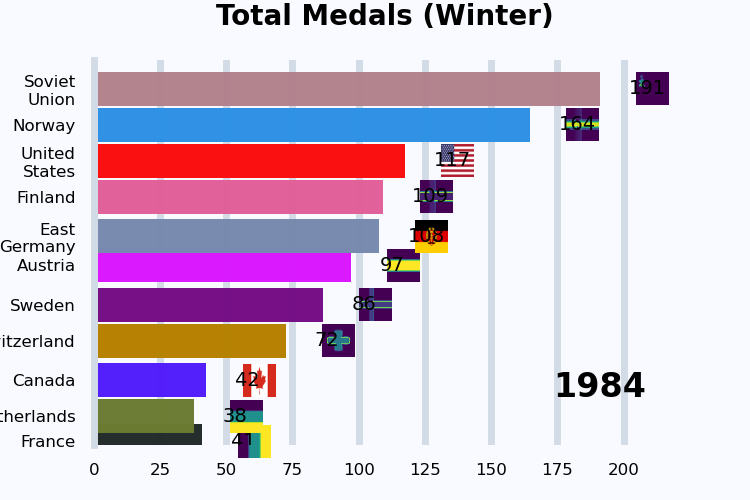 Total Medals (Winter)
Soviet
Union
191
Norway
164
United
States
117
Finland
109
East
Germany
108
Austria
97
Sweden
86
itzerland
72
Canada
42
1984
therlands
38
France
41
0 25 50 75 100 125 150 175 200